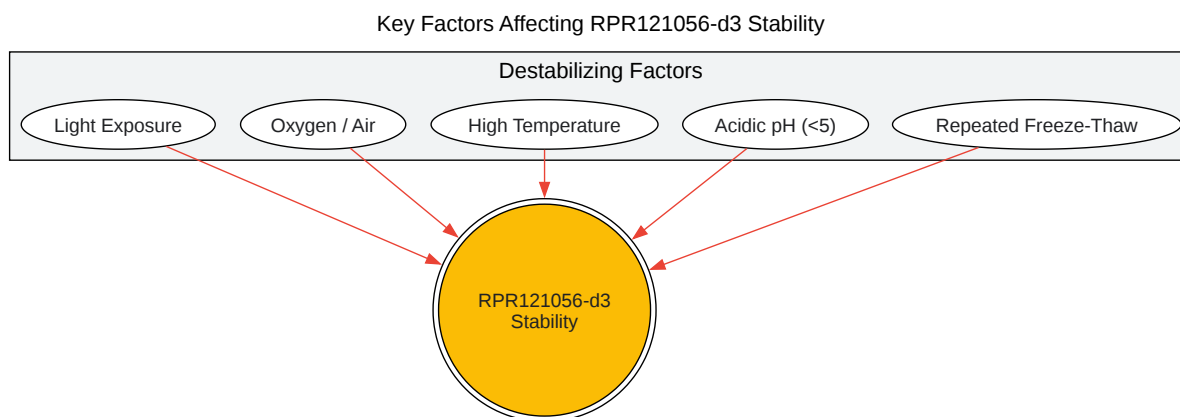 Key Factors Affecting RPR121056-d3 Stability
Destabilizing Factors
Light Exposure
Oxygen / Air
High Temperature
Acidic pH (<5)
Repeated Freeze-Thaw
RPR121056-d3
Stability